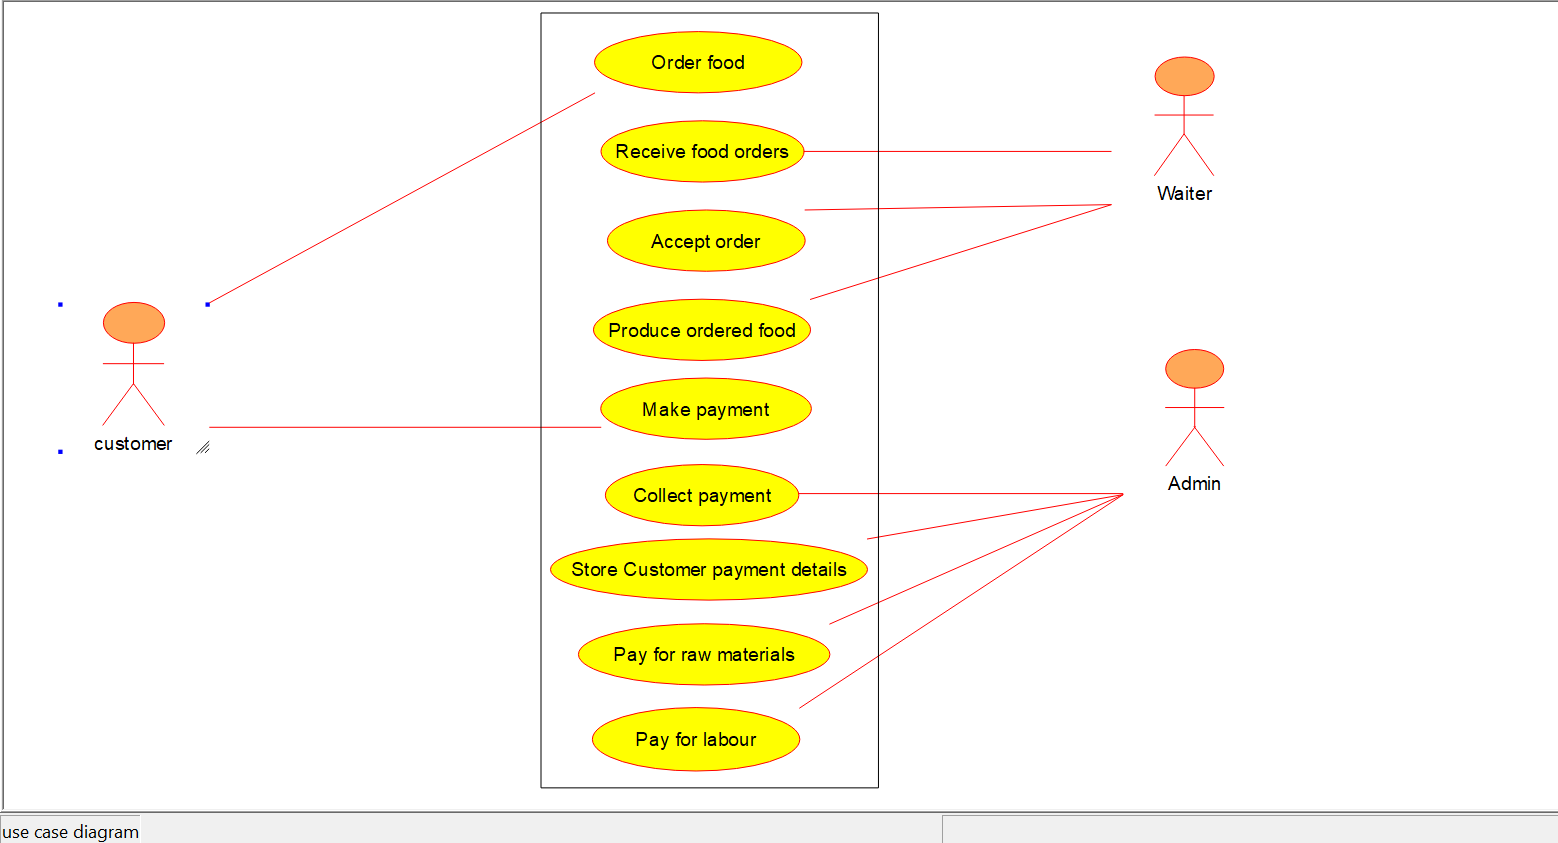 Order food
Receive food orders
Waiter
Accept order
Produce ordered food
Make payment
customer
Collect payment
Admin
Store Customer payment details
Pay for raw materials
Pay for labour
use case diagram